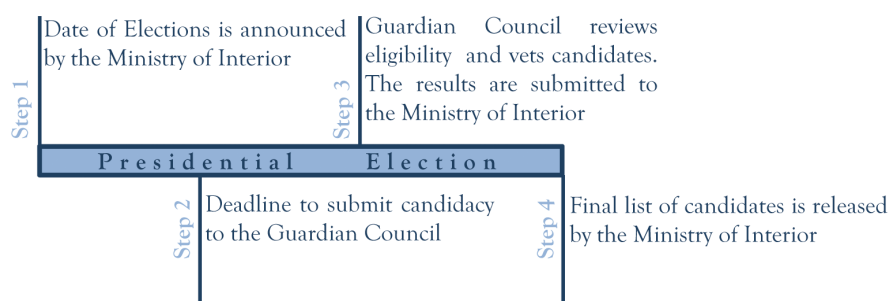 Step 1
Date of Elections is announced
by the Ministry of Interior
Step 3
Guardian Council reviews
eligibility and vets candidates.
The results are submitted to
the Ministry of Interior
Presidential Election
Step 2
Deadline to submit candidacy
to the Guardian Council
Step 4
Final list of candidates is released
by the Ministry of Interior